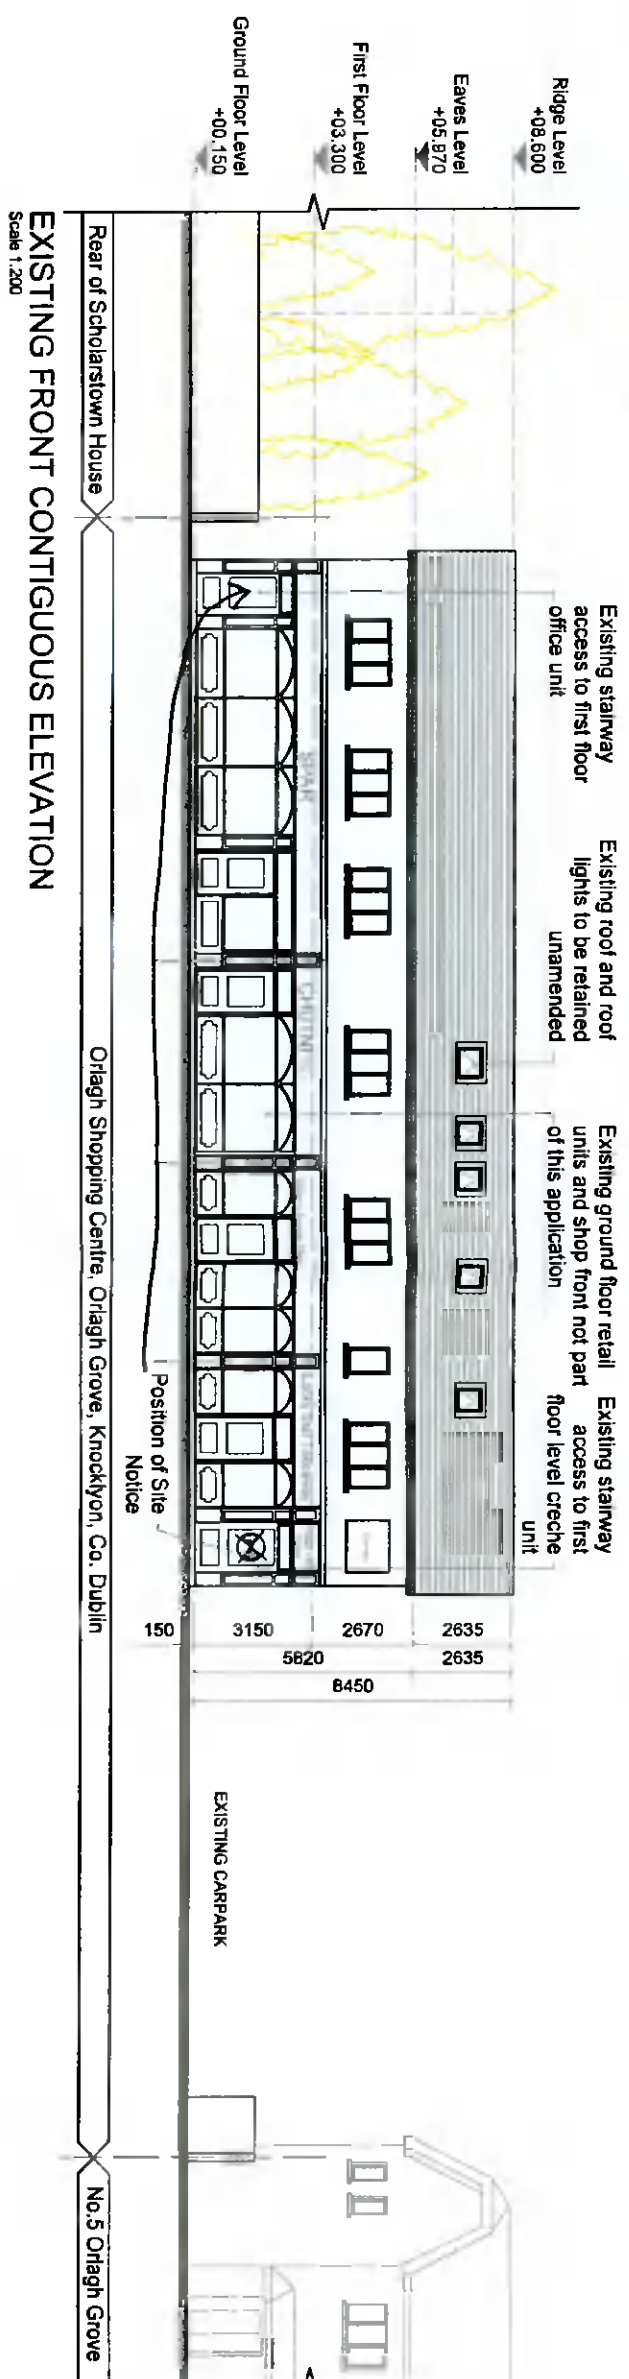 Ridge Level
+08.600
Eaves Level
+05.970
First Floor Level
+03.300
Ground Floor Level
+00.150
Existing stairway
access to first floor
office unit
Existing roof and roof
lights to be retained
unamended
Existing ground floor retail
units and shop front not part
of this application
Existing stairway
access to first
floor level creche
unit
SPAR
Position of Site
Notice
2635
2670
3150
150
2635
5820
8450
EXISTING CARPARK
Rear of Scholarstown House
Orlagh Shopping Centre, Orlagh Grove, Knocklyon, Co. Dublin
No.5 Orlagh Grove
EXISTING FRONT CONTIGUOUS ELEVATION
Scale 1:200